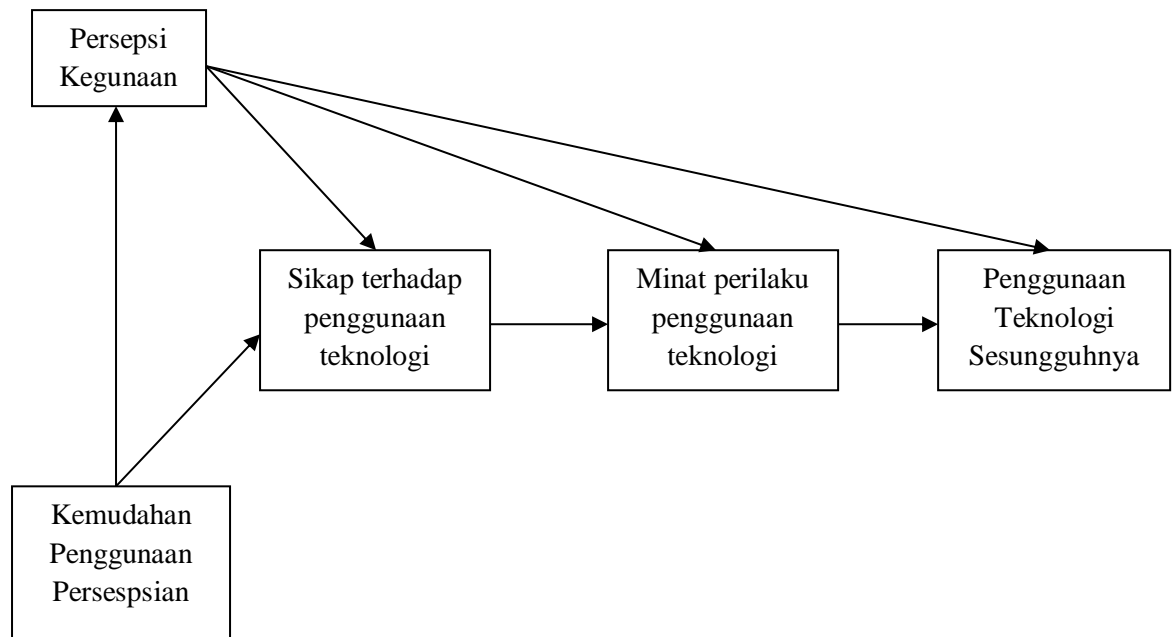 Persepsi
Kegunaan
Sikap terhadap
penggunaan
teknologi
Minat perilaku
penggunaan
teknologi
Penggunaan
Teknologi
Sesungguhnya
Kemudahan
Penggunaan
Persespsian